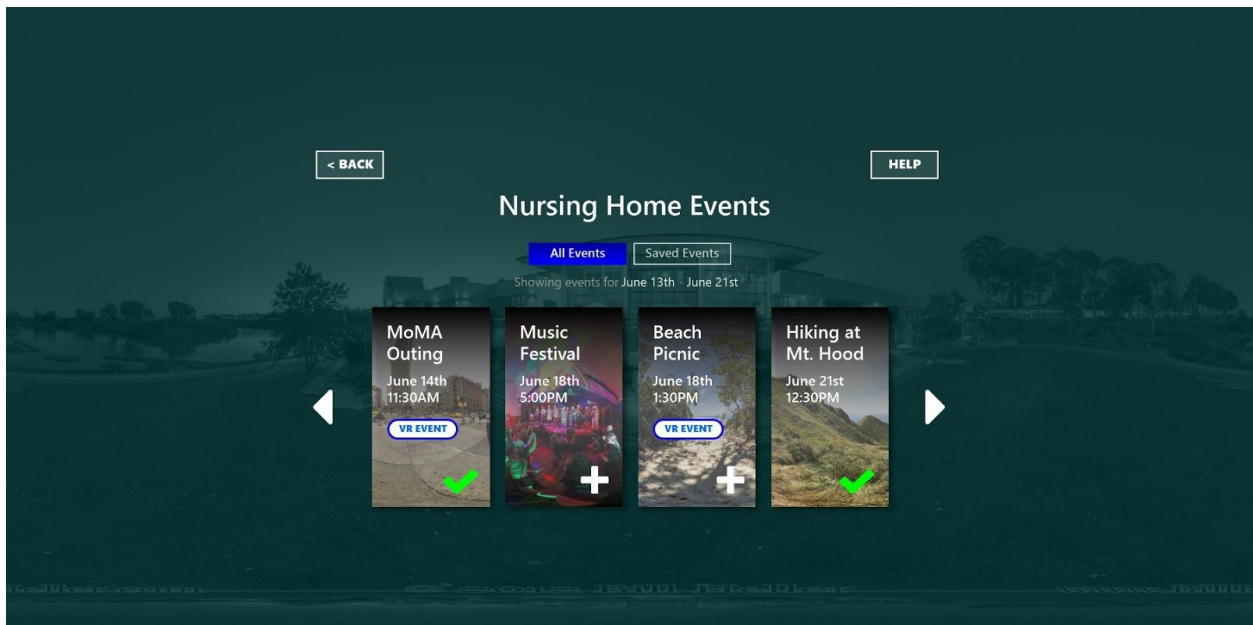 < BACK
HELP
Nursing Home Events
All Events
Saved Events
Showing events for June 13th - June 21st
MoMA
Outing
June 14th
11:30AM
VR EVENT
Music
Festival
June 18th
5:00PM
Beach
Picnic
June 18th
1:30PM
VR EVENT
Hiking at
Mt. Hood
June 21st
12:30PM